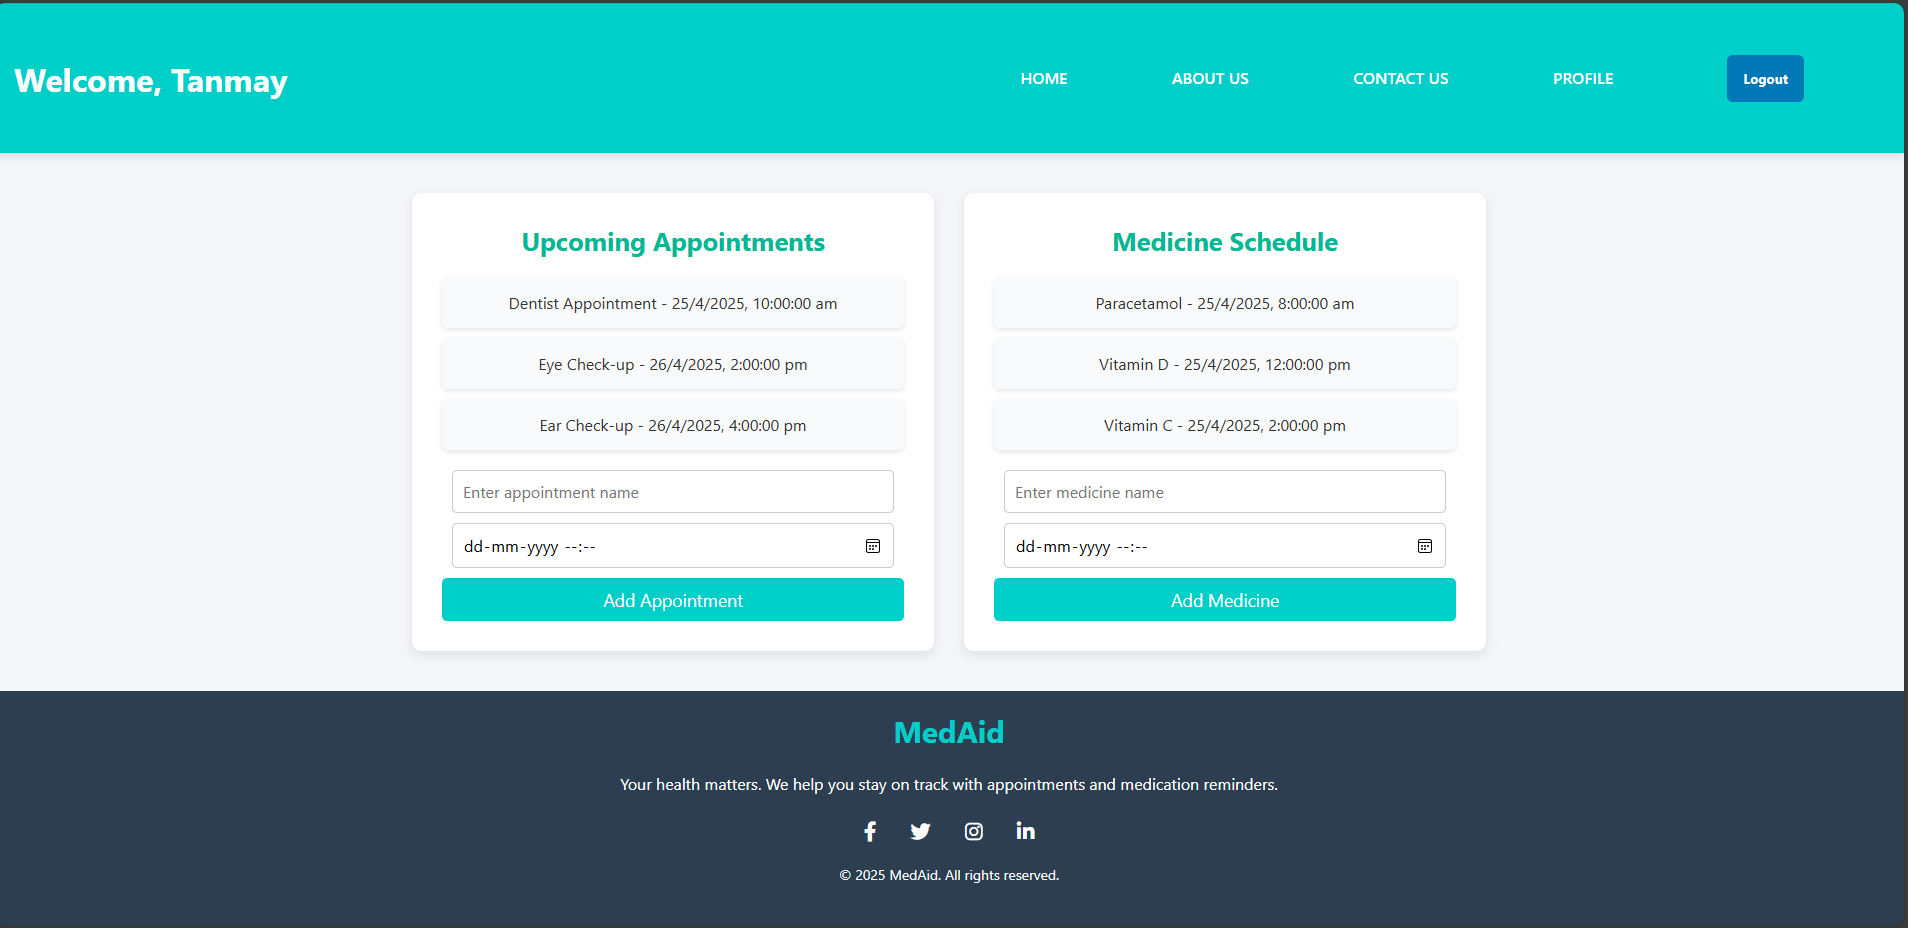 Welcome, Tanmay
HOME ABOUT US CONTACT US PROFILE Logout
Upcoming Appointments
Dentist Appointment - 25/4/2025, 10:00:00 am
Eye Check-up - 26/4/2025, 2:00:00 pm
Ear Check-up - 26/4/2025, 4:00:00 pm
Enter appointment name
dd-mm-yyyy --:--
Add Appointment
Medicine Schedule
Paracetamol - 25/4/2025, 8:00:00 am
Vitamin D - 25/4/2025, 12:00:00 pm
Vitamin C - 25/4/2025, 2:00:00 pm
Enter medicine name
dd-mm-yyyy --:--
Add Medicine
MedAid
Your health matters. We help you stay on track with appointments and medication reminders.
© 2025 MedAid. All rights reserved.